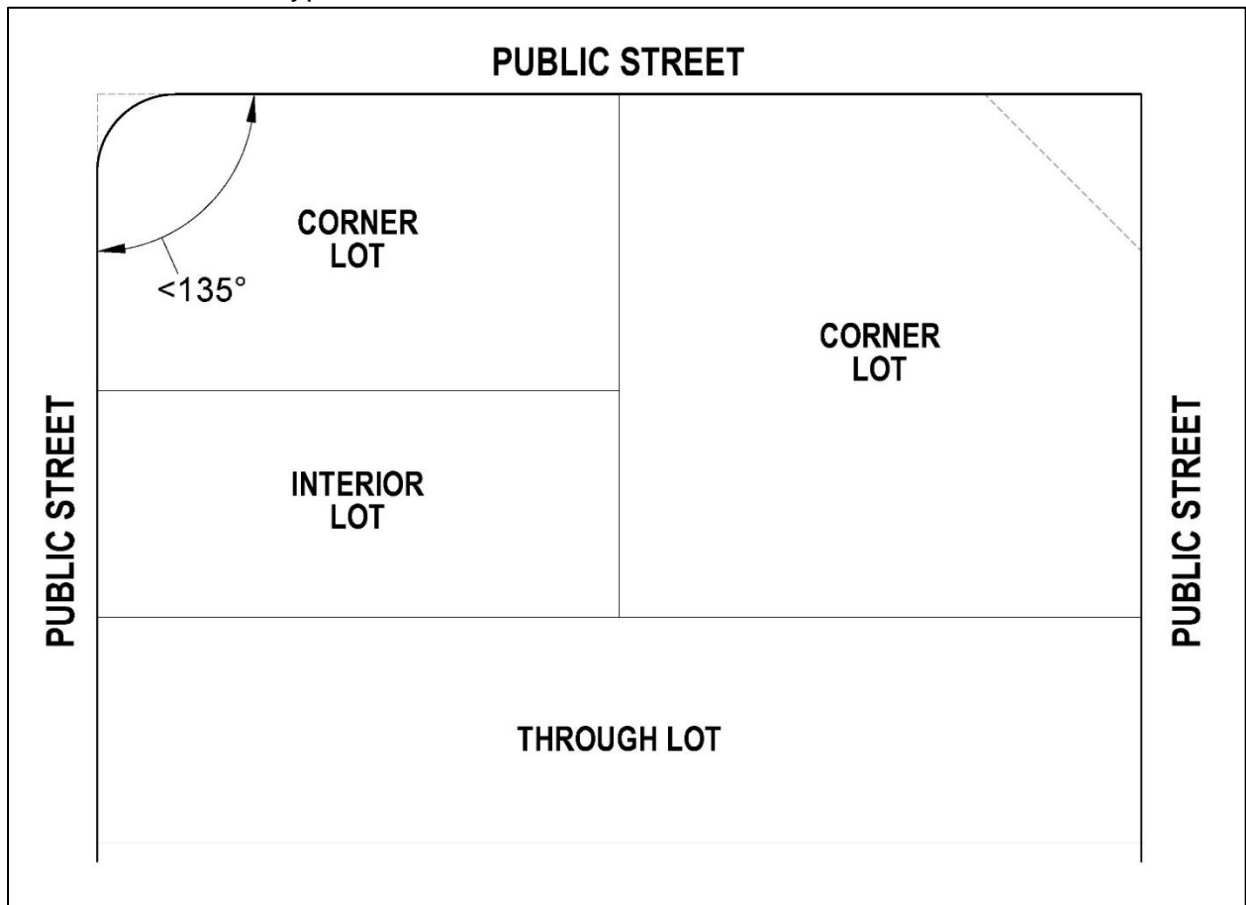 PUBLIC STREET
CORNER
LOT
<135°
CORNER
LOT
PUBLIC STREET
INTERIOR
LOT
PUBLIC STREET
THROUGH LOT